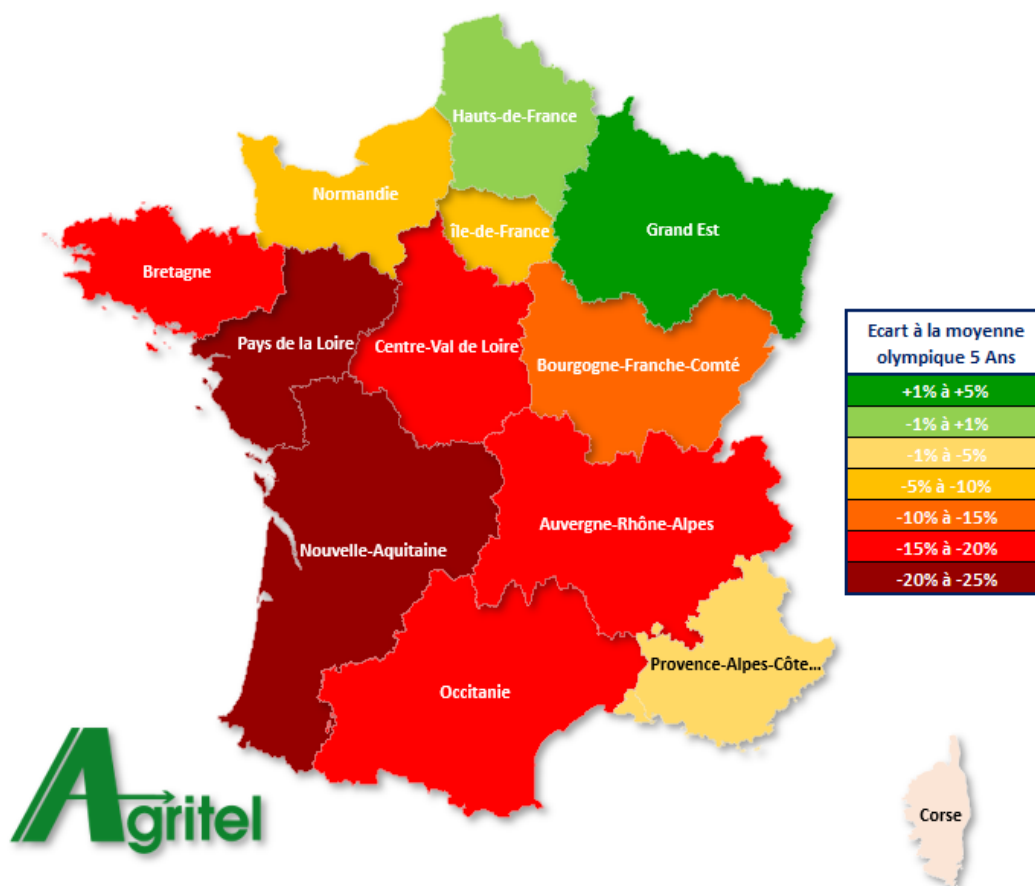 Hauts-de-France
Normandie
île-de-France
Grand Est
Bretagne
Pays de la Loire
Centre-Val de Loire
Bourgogne-Franche-Comté
Ecart à la moyenne
olympique 5 Ans
+1% à +5%
-1% à +1%
-1% à -5%
-5% à -10%
-10% à -15%
-15% à -20%
-20% à -25%
Auvergne-Rhône-Alpes
Nouvelle-Aquitaine
Provence-Alpes-Côte...
Occitanie
Agritel
Corse